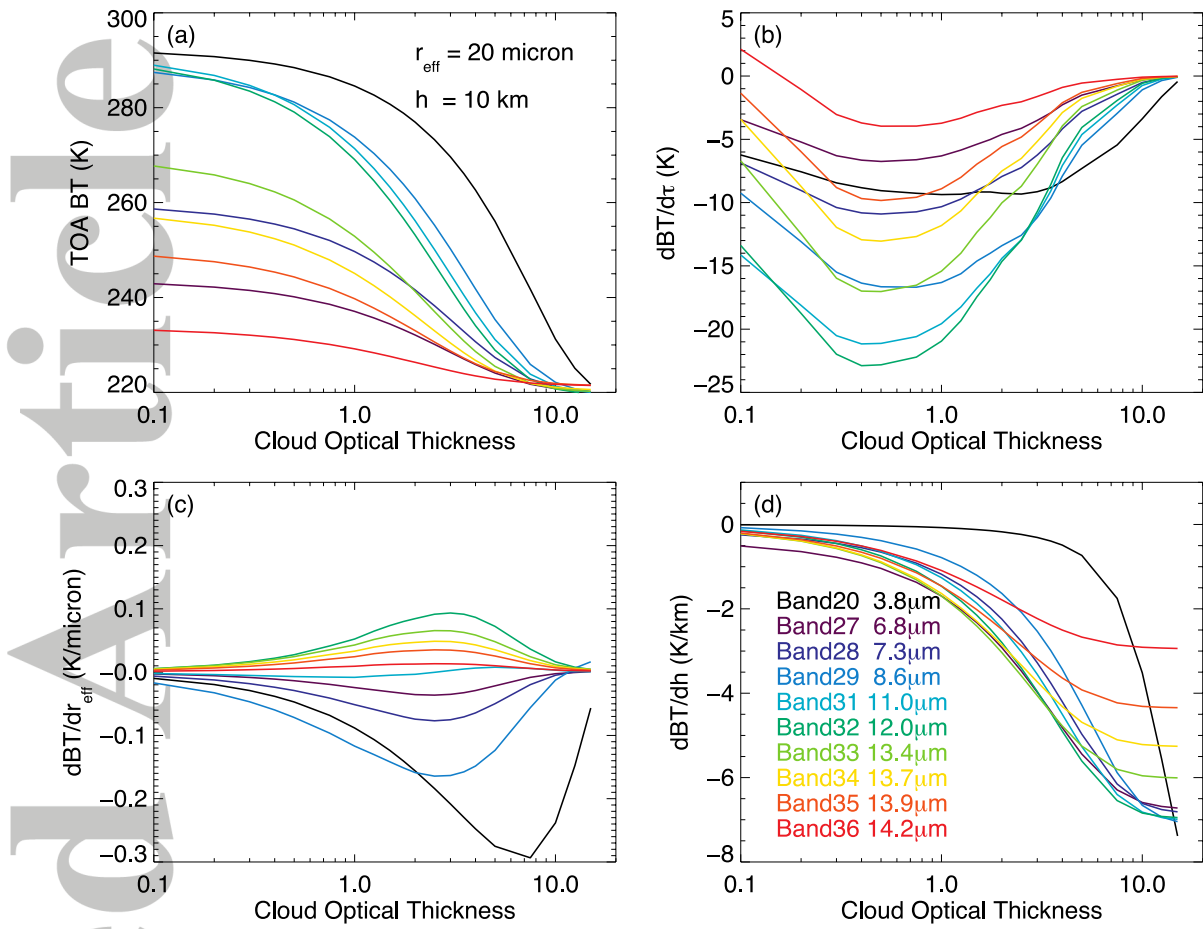 (a)
r_eff = 20 micron
h = 10 km
TOA BT (K)
300
280
260
240
220
0.1 1.0 10.0
Cloud Optical Thickness
(b)
dBT/dτ (K)
5
0
−5
−10
−15
−20
−25
0.1 1.0 10.0
Cloud Optical Thickness
(c)
dBT/dr_eff (K/micron)
0.3
0.2
0.1
−0.0
−0.1
−0.2
−0.3
0.1 1.0 10.0
Cloud Optical Thickness
(d)
dBT/dh (K/km)
0
−2
−4
−6
−8
Band20 3.8μm
Band27 6.8μm
Band28 7.3μm
Band29 8.6μm
Band31 11.0μm
Band32 12.0μm
Band33 13.4μm
Band34 13.7μm
Band35 13.9μm
Band36 14.2μm
0.1 1.0 10.0
Cloud Optical Thickness
d Article